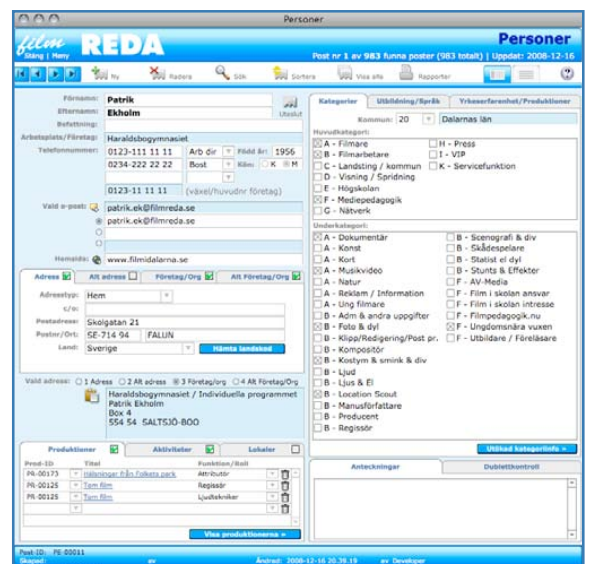 Personer
film REDA
Stäng | Meny
Personer
Post nr 1 av 983 funna poster (983 totalt) | Uppdat: 2008-12-16
Ny
Radera
Sök
Sortera
Visa alla
Rapporter
Förnamn: Patrik
Efternamn: Ekholm
Uteslut
Befattning:
Arbetsplats/Företag: Haraldsbogymnasiet
Telefonnummer: 0123-111 11 11 Arb dir Född år: 1956
0234-222 22 22 Bost Kön: K M
0123-11 11 11 (växel/huvudnr företag)
Vald e-post: patrik.ek@filmreda.se
patrik.ek@filmreda.se
Hemsida: www.filmidalarna.se
Adress Alt adress Företag/Org Alt Företag/Org
Adresstyp: Hem
c/o:
Postadress: Skolgatan 21
Postnr/Ort: SE-714 94 FALUN
Land: Sverige Hämta landskod
Vald adress: 1 Adress 2 Alt adress 3 Företag/org 4 Alt Företag/Org
Haraldsbogymnasiet / Individuella programmet
Patrik Ekholm
Box 4
554 54 SALTSJÖ-BOO
Produktioner Aktiviteter Lokaler
Prod-ID Titel Funktion/Roll
PR-00173 Hälsningar från Folkets park Attributör
PR-00125 Tom film Regissör
PR-00125 Tom film Ljudtekniker
Visa produktionerna »
Kategorier Utbildning/Språk Yrkeserfarenhet/Produktioner
Kommun: 20 Dalarnas län
Huvudkategori:
A - Filmare
B - Filmarbetare
C - Landsting / kommun
D - Visning / Spridning
E - Högskolan
F - Mediepedagogik
G - Nätverk
H - Press
I - VIP
K - Servicefunktion
Underkategori:
A - Dokumentär
A - Konst
A - Kort
A - Musikvideo
A - Natur
A - Reklam / Information
A - Ung filmare
B - Adm & andra uppgifter
B - Foto & dyl
B - Klipp/Redigering/Post pr.
B - Kompositör
B - Kostym & smink & div
B - Ljud
B - Ljus & El
B - Location Scout
B - Manusförfattare
B - Producent
B - Regissör
B - Scenografi & div
B - Skådespelare
B - Statist el dyl
B - Stunts & Effekter
F - AV-Media
F - Film i skolan ansvar
F - Film i skolan intresse
F - Filmpedagogik.nu
F - Ungdomsnära vuxen
F - Utbildare / Föreläsare
Utökad kategoriinfo »
Anteckningar Dublettkontroll
Post-ID: PE-00011
Skapad: av Ändrad: 2008-12-16 20.39.19 av Developer